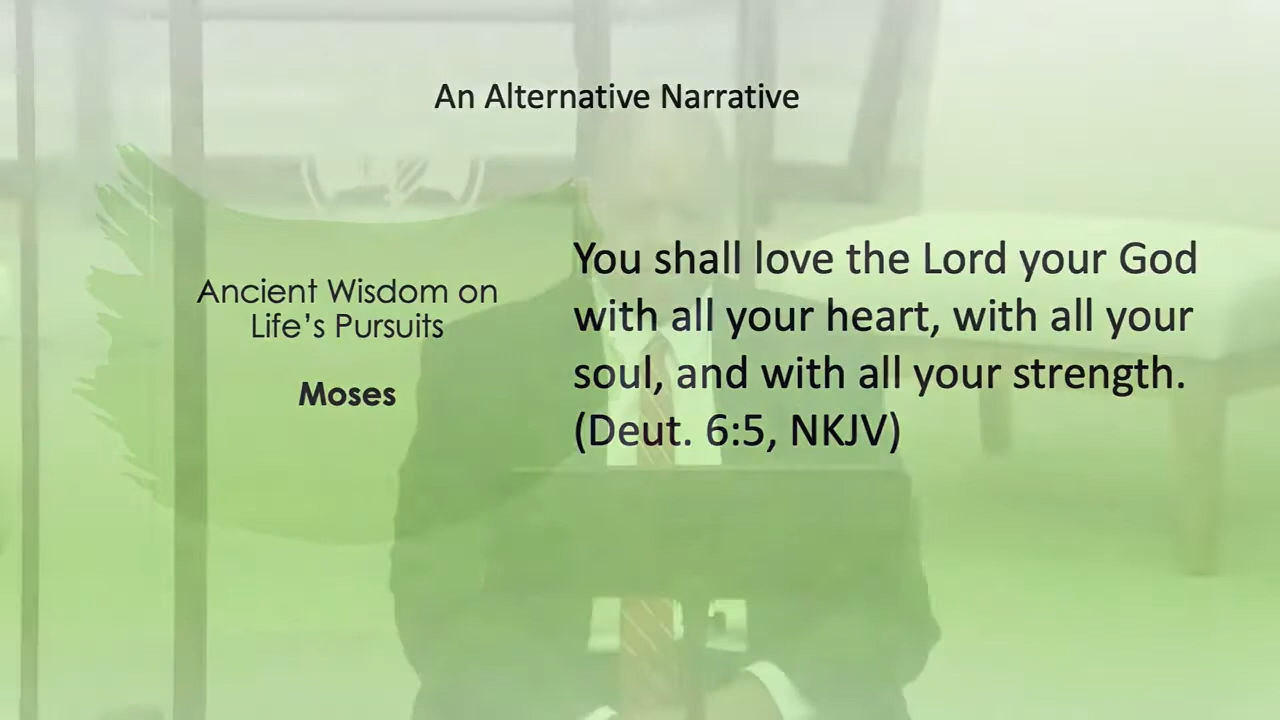 An Alternative Narrative
Ancient Wisdom on
Life's Pursuits
Moses
You shall love the Lord your God
with all your heart, with all your
soul, and with all your strength.
(Deut. 6:5, NKJV)